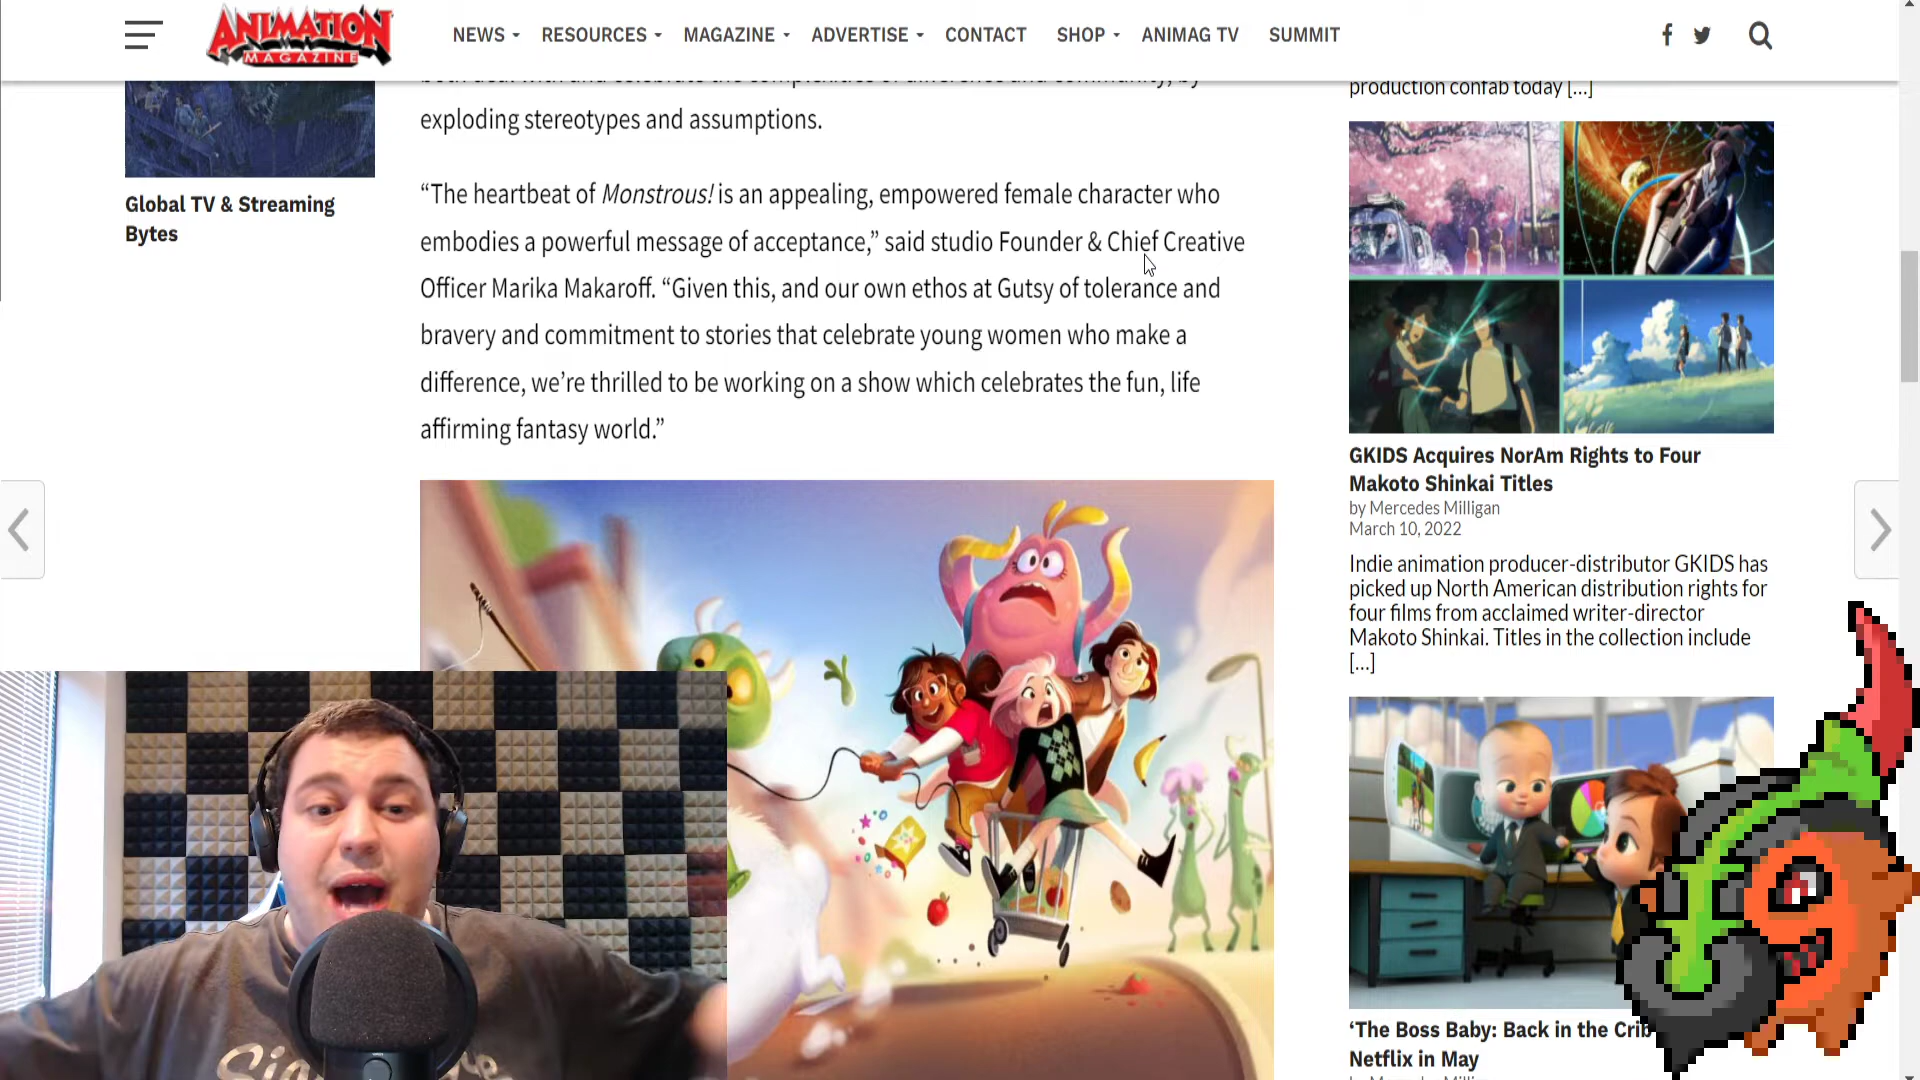 ANIMATION
MAGAZINE
NEWS RESOURCES MAGAZINE ADVERTISE CONTACT SHOP ANIMAG TV SUMMIT
exploding stereotypes and assumptions.
“The heartbeat of Monstrous! is an appealing, empowered female character who
embodies a powerful message of acceptance,” said studio Founder & Chief Creative
Officer Marika Makaroff. “Given this, and our own ethos at Gutsy of tolerance and
bravery and commitment to stories that celebrate young women who make a
difference, we’re thrilled to be working on a show which celebrates the fun, life
affirming fantasy world.”
Global TV & Streaming
Bytes
production confab today [...]
GKIDS Acquires NorAm Rights to Four
Makoto Shinkai Titles
by Mercedes Milligan
March 10, 2022
Indie animation producer-distributor GKIDS has
picked up North American distribution rights for
four films from acclaimed writer-director
Makoto Shinkai. Titles in the collection include
[...]
‘The Boss Baby: Back in the Crib
Netflix in May